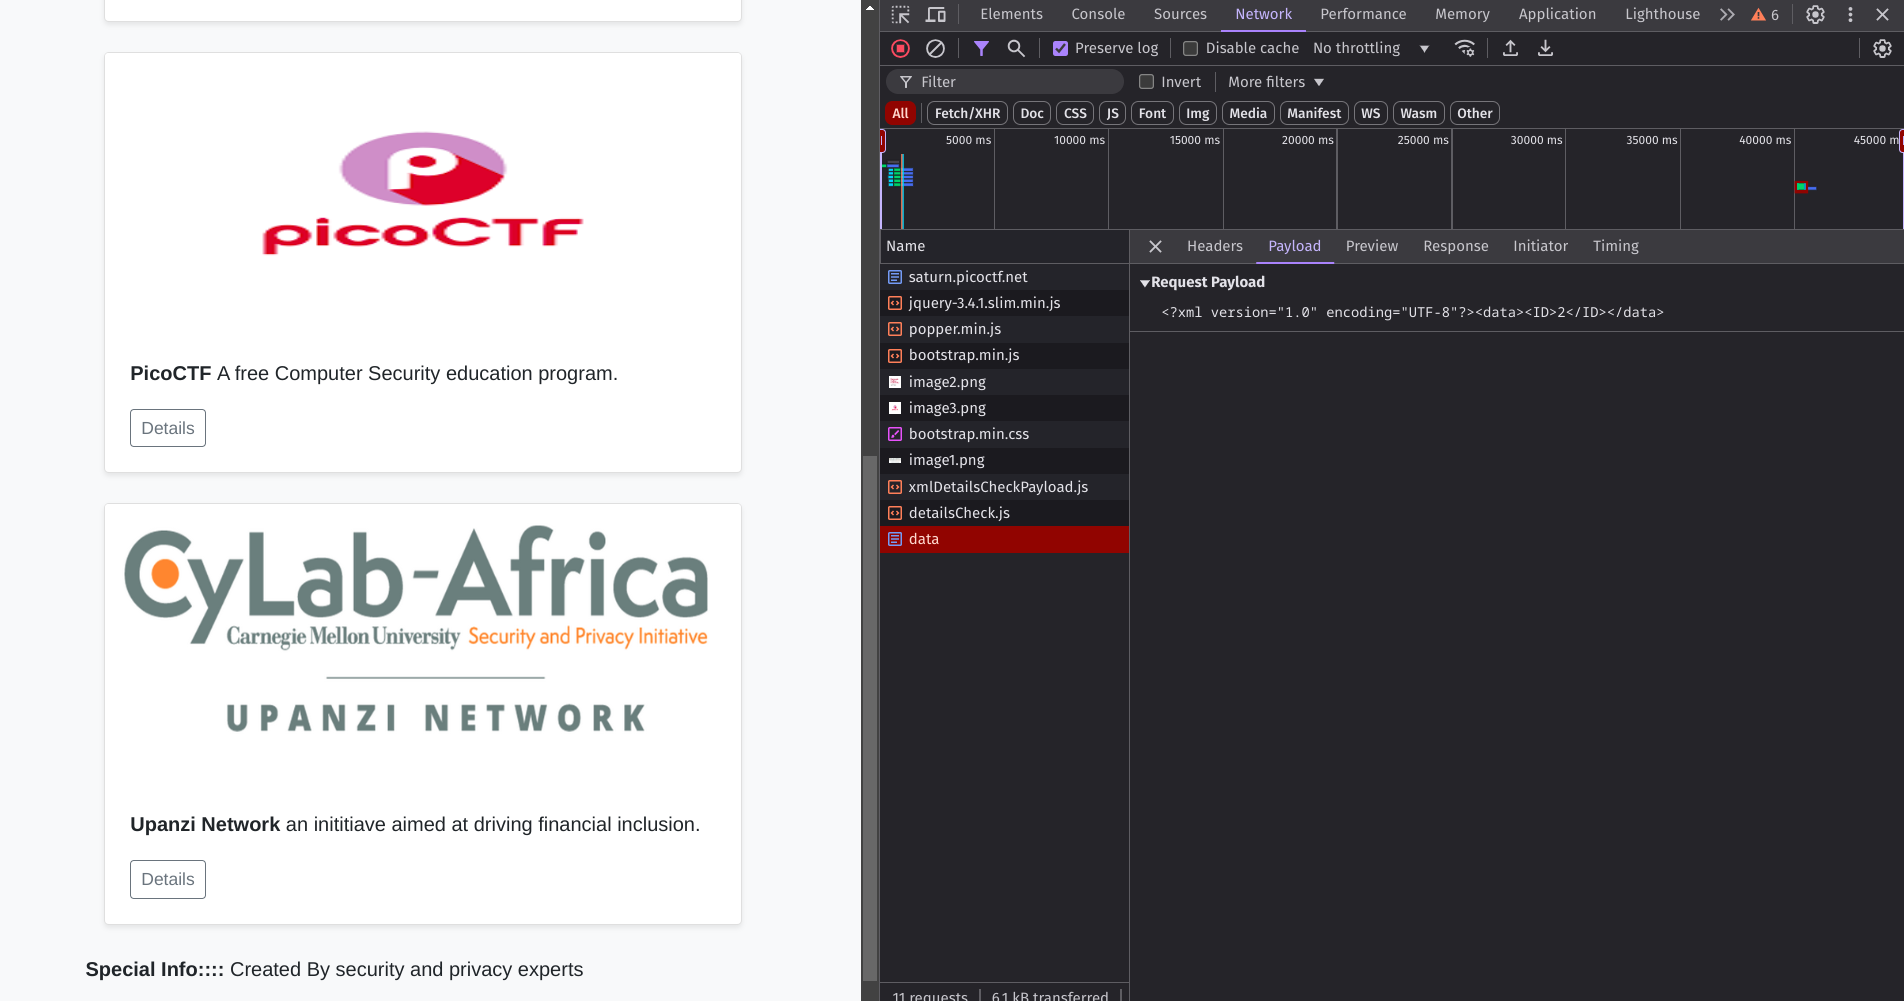 P
picoCTF
PicoCTF A free Computer Security education program.
Details
CyLab-Africa
Carnegie Mellon University Security and Privacy Initiative
UPANZI NETWORK
Upanzi Network an inititiave aimed at driving financial inclusion.
Details
Special Info:::: Created By security and privacy experts
Elements Console Sources Network Performance Memory Application Lighthouse 6
Preserve log Disable cache No throttling
Filter Invert More filters
All Fetch/XHR Doc CSS JS Font Img Media Manifest WS Wasm Other
5000 ms 10000 ms 15000 ms 20000 ms 25000 ms 30000 ms 35000 ms 40000 ms 45000 m
Name
saturn.picoctf.net
jquery-3.4.1.slim.min.js
popper.min.js
bootstrap.min.js
image2.png
image3.png
bootstrap.min.css
image1.png
xmlDetailsCheckPayload.js
detailsCheck.js
data
11 requests 6.1 kB transferred
Headers Payload Preview Response Initiator Timing
Request Payload
<?xml version="1.0" encoding="UTF-8"?><data><ID>2</ID></data>